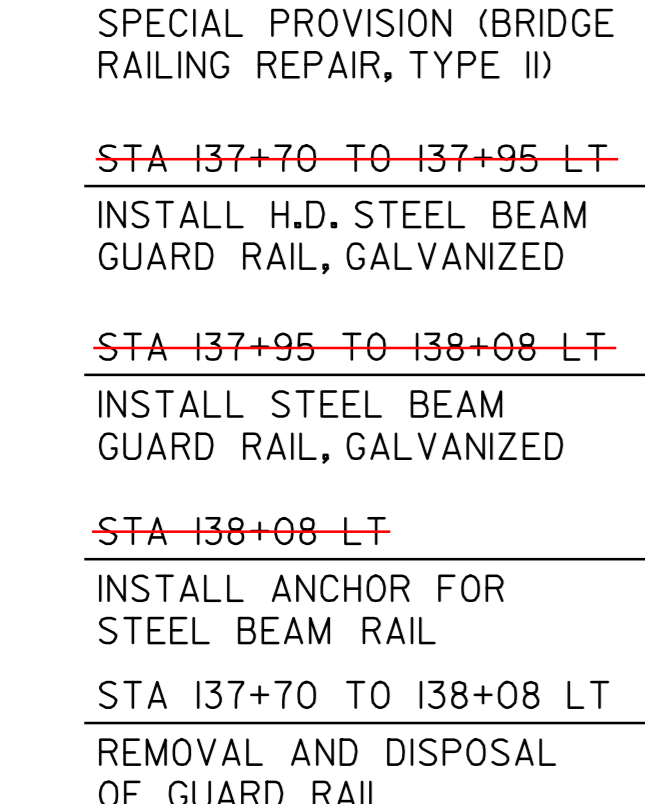 SPECIAL PROVISION (BRIDGE
RAILING REPAIR, TYPE II)
STA 137+70 TO 137+95 LT
INSTALL H.D. STEEL BEAM
GUARD RAIL, GALVANIZED
STA 137+95 TO 138+08 LT
INSTALL STEEL BEAM
GUARD RAIL, GALVANIZED
STA 138+08 LT
INSTALL ANCHOR FOR
STEEL BEAM RAIL
STA 137+70 TO 138+08 LT
REMOVAL AND DISPOSAL
OF GUARD RAIL